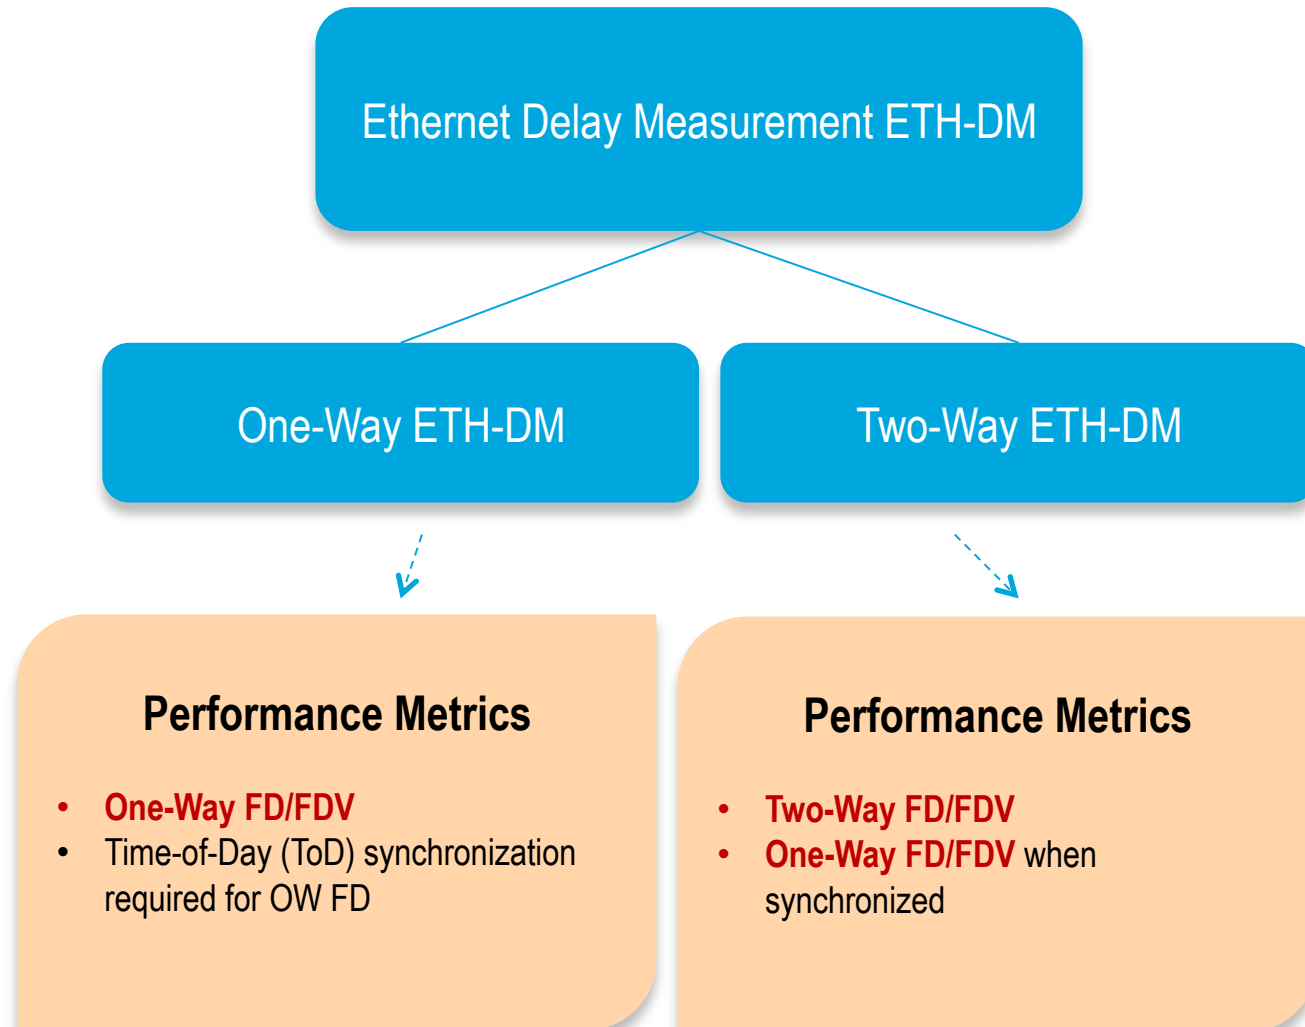 Ethernet Delay Measurement ETH-DM
One-Way ETH-DM
Two-Way ETH-DM
Performance Metrics
• One-Way FD/FDV
• Time-of-Day (ToD) synchronization
required for OW FD
Performance Metrics
• Two-Way FD/FDV
• One-Way FD/FDV when
synchronized